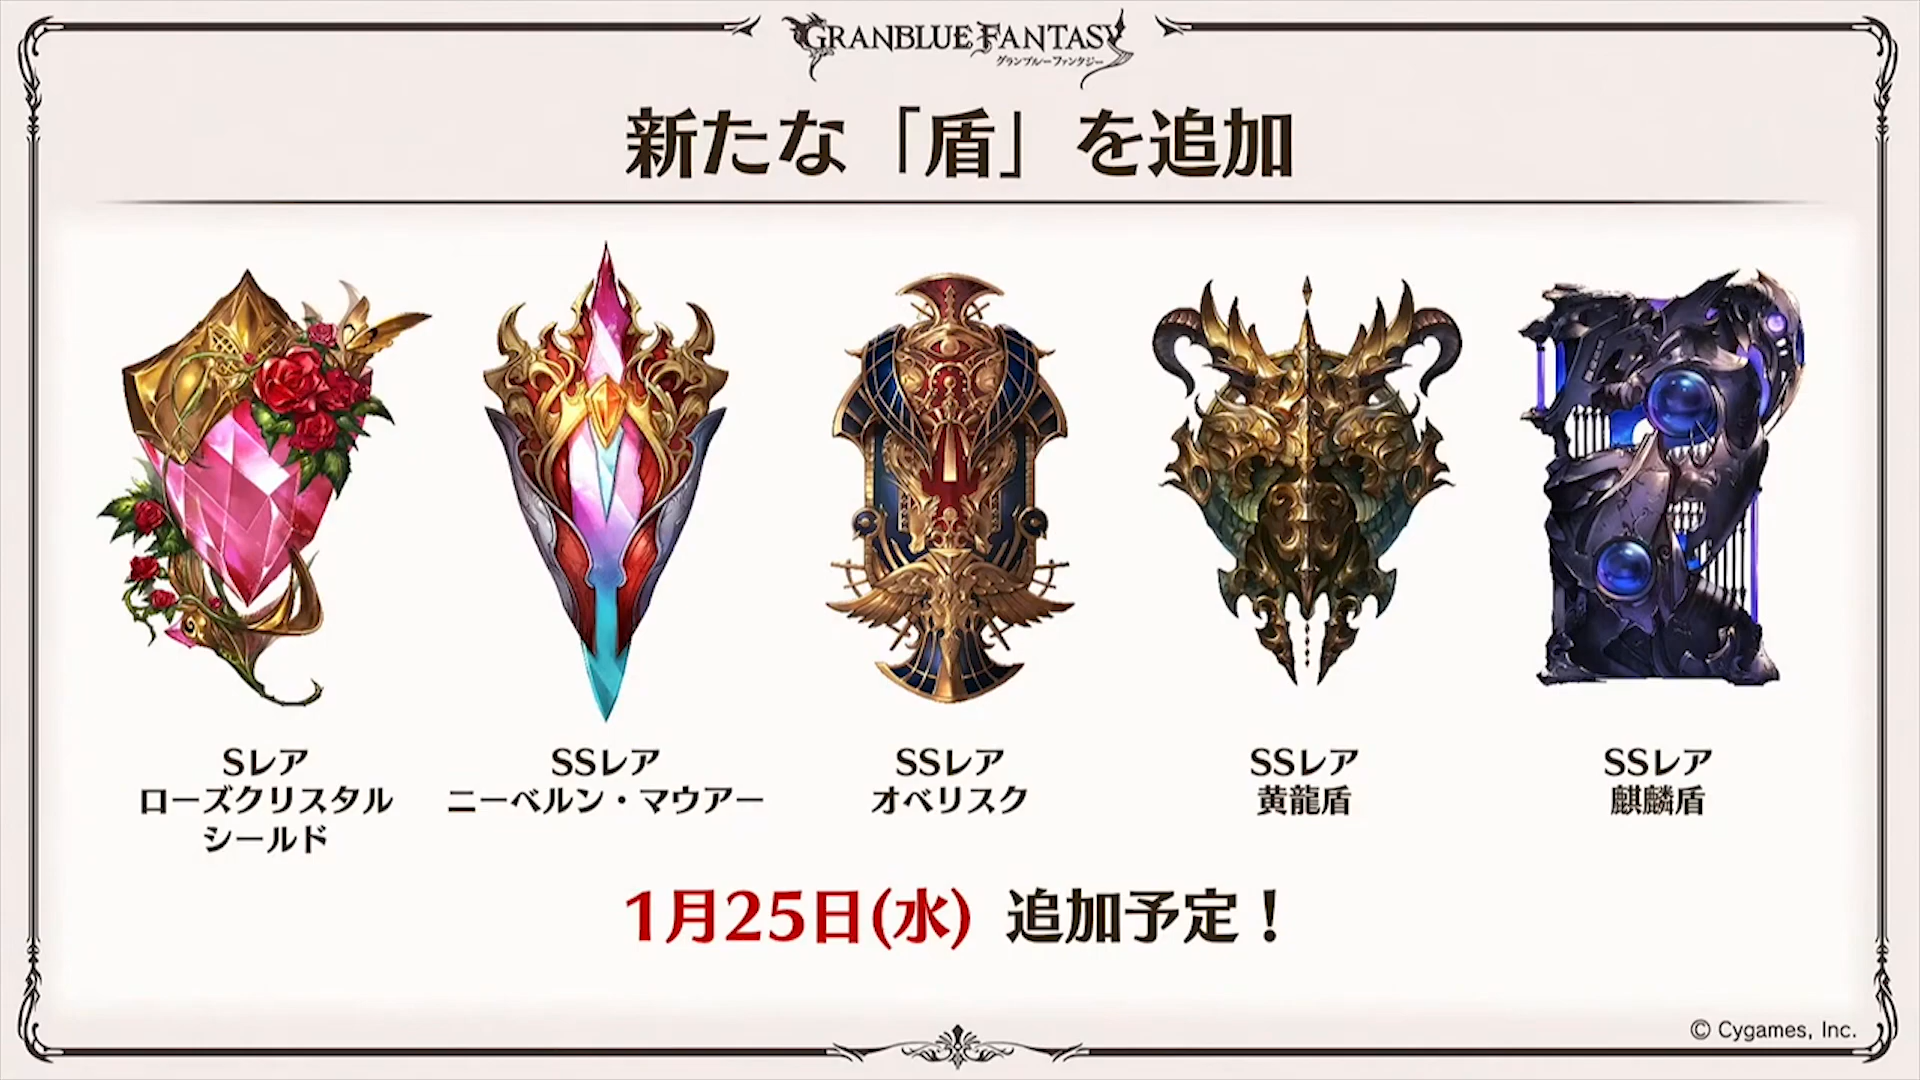 GRANBLUE FANTASY
グランブルーファンタジー
新たな「盾」を追加
Sレア
ローズクリスタル
シールド
SSレア
ニーベルン・マウアー
SSレア
オベリスク
SSレア
黄龍盾
SSレア
麒麟盾
1月25日(水) 追加予定！
© Cygames, Inc.